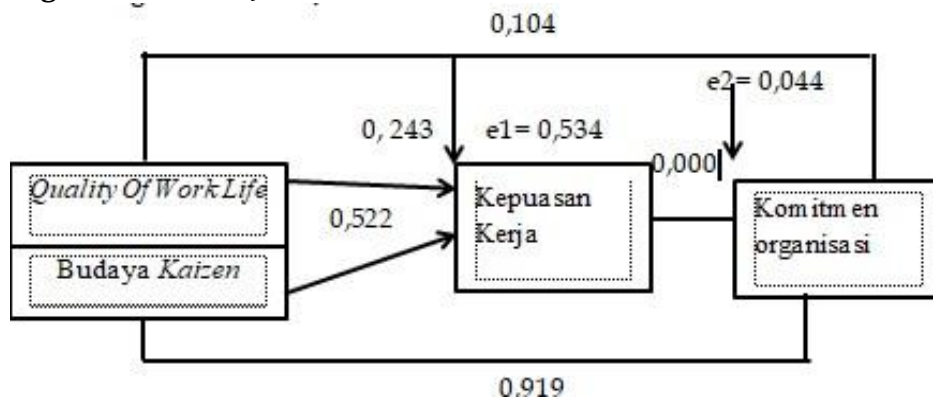 0,104
e2= 0,044
0, 243
e1= 0,534
0,000
Quality Of Work Life
Kepuasan
Kerja
Komitmen
organisasi
0,522
Budaya Kaizen
0,919